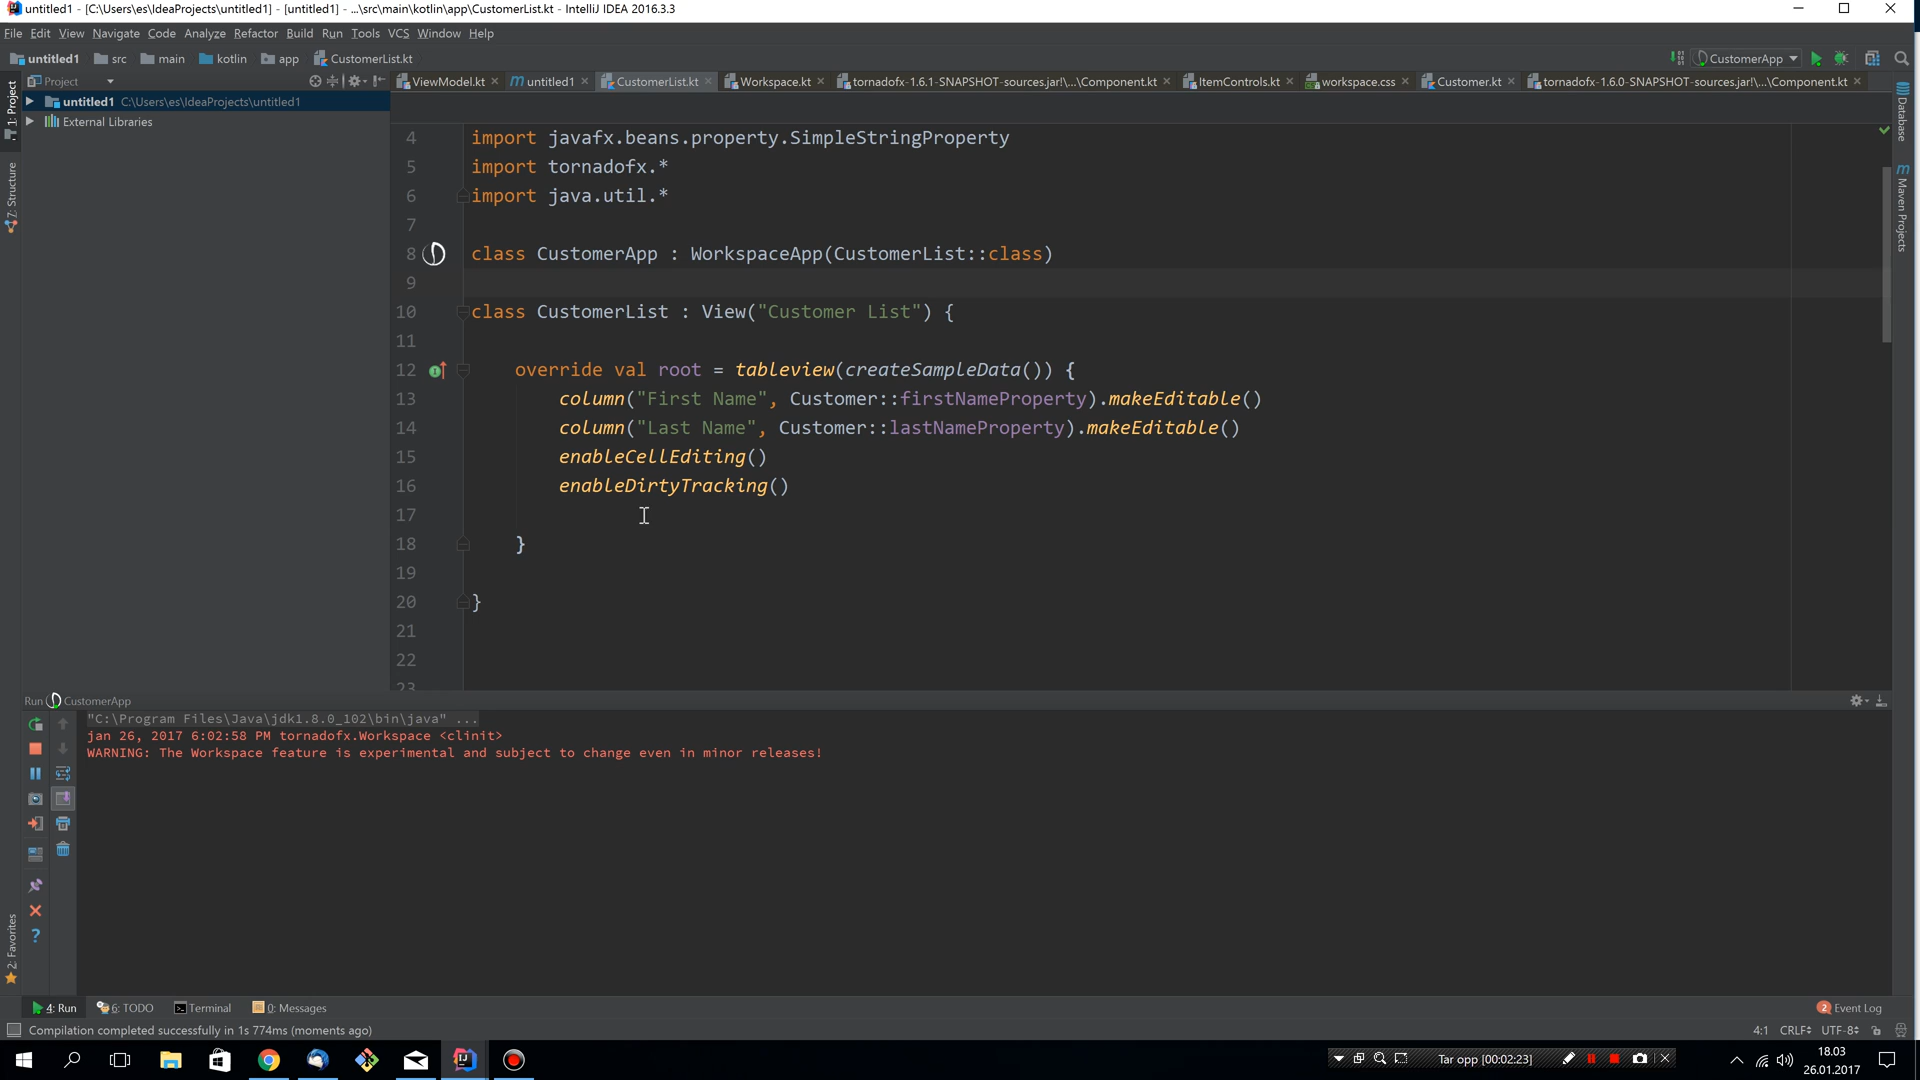 untitled1 - [C:\Users\es\IdeaProjects\untitled1] - [untitled1] - ...\src\main\kotlin\app\CustomerList.kt - IntelliJ IDEA 2016.3.3
File Edit View Navigate Code Analyze Refactor Build Run Tools VCS Window Help
untitled1 src main kotlin app CustomerList.kt CustomerApp
Project ViewModel.kt untitled1 CustomerList.kt Workspace.kt tornadofx-1.6.1-SNAPSHOT-sources.jar!\...\Component.kt ItemControls.kt workspace.css Customer.kt tornadofx-1.6.0-SNAPSHOT-sources.jar!\...\Component.kt
1: Project
untitled1 C:\Users\es\IdeaProjects\untitled1
External Libraries
Z: Structure
Database
Maven Projects
4 import javafx.beans.property.SimpleStringProperty
5 import tornadofx.*
6 import java.util.*
7
8 class CustomerApp : WorkspaceApp(CustomerList::class)
9
10 class CustomerList : View("Customer List") {
11
12 override val root = tableview(createSampleData()) {
13 column("First Name", Customer::firstNameProperty).makeEditable()
14 column("Last Name", Customer::lastNameProperty).makeEditable()
15 enableCellEditing()
16 enableDirtyTracking()
17
18 }
19
20 }
21
22
23
Run CustomerApp
"C:\Program Files\Java\jdk1.8.0_102\bin\java" ...
jan 26, 2017 6:02:58 PM tornadofx.Workspace <clinit>
WARNING: The Workspace feature is experimental and subject to change even in minor releases!
2: Favorites
4: Run 6: TODO Terminal 0: Messages 2 Event Log
Compilation completed successfully in 1s 774ms (moments ago) 4:1 CRLF UTF-8
Tar opp [00:02:23]
18.03
26.01.2017